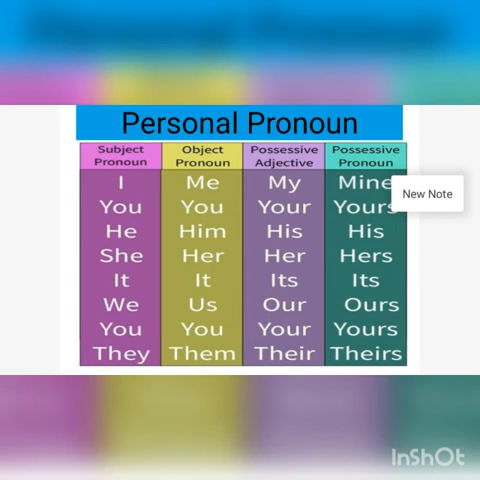 Personal Pronoun
Subject Pronoun Object Pronoun Possessive Adjective Possessive Pronoun
I Me My Mine
New Note
You You Your Yours
He Him His His
She Her Her Hers
It It Its Its
We Us Our Ours
You You Your Yours
They Them Their Theirs
InShOt